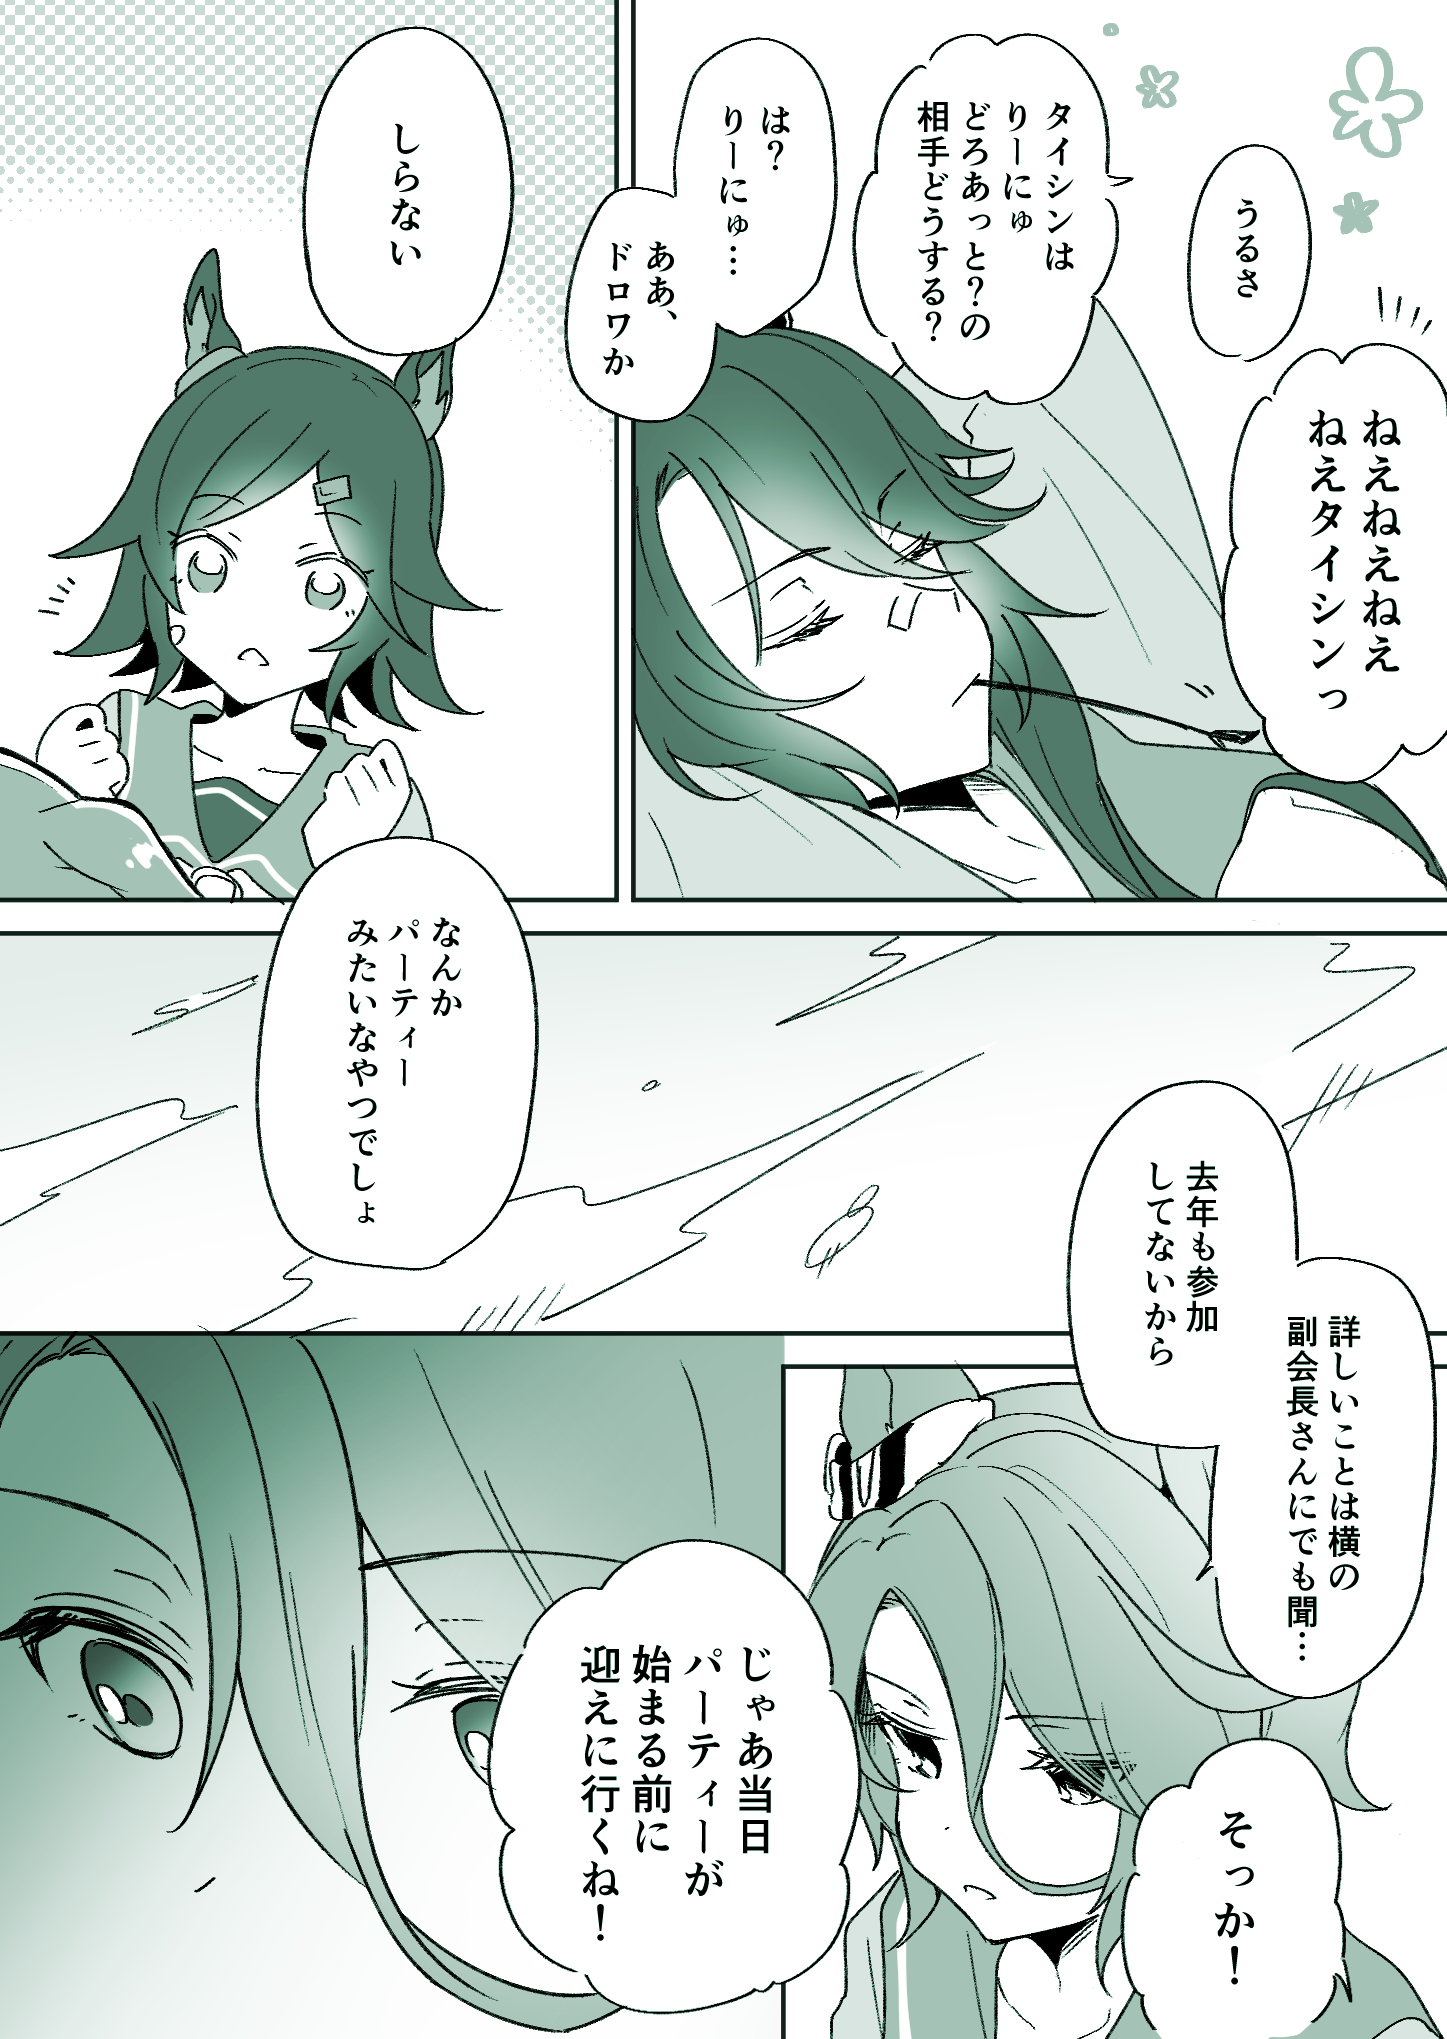 ねえねえねえ
ねえタイシンっ
うるさ
タイシンは
りーにゅ
どろあっと？の
相手どうする？
は？
りーにゅ…
ああ、
ドロワか
しらない
なんか
パーティー
みたいなやつでしょ
去年も参加
してないから
詳しいことは横の
副会長さんにでも聞…
そっか！
じゃあ当日
パーティーが
始まる前に
迎えに行くね！